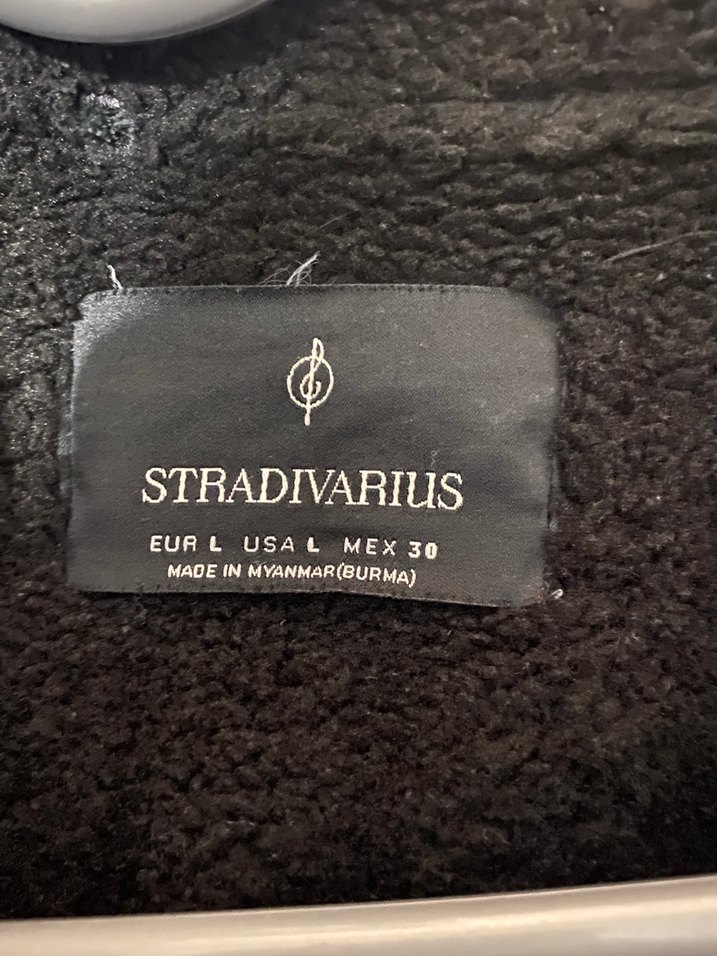 STRADIVARIUS
EUR L USA L MEX 30
MADE IN MYANMAR(BURMA)